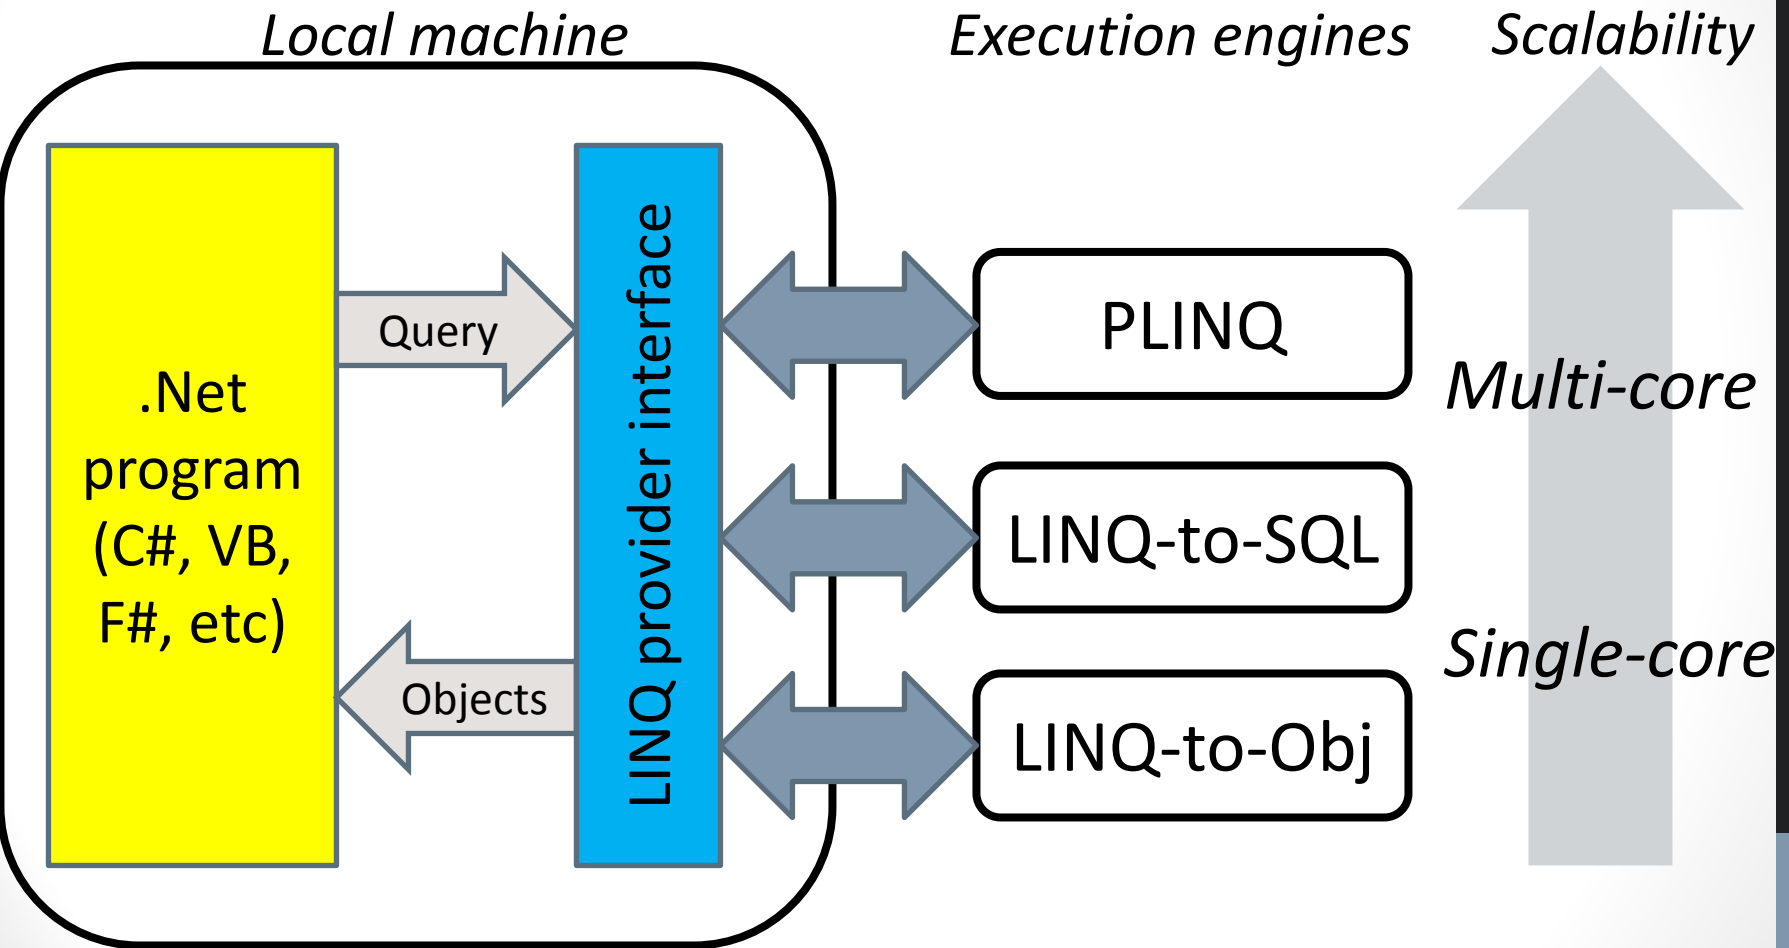 Local machine
Execution engines
Scalability
.Net
program
(C#, VB,
F#, etc)
Query
Objects
LINQ provider interface
PLINQ
LINQ-to-SQL
LINQ-to-Obj
Multi-core
Single-core